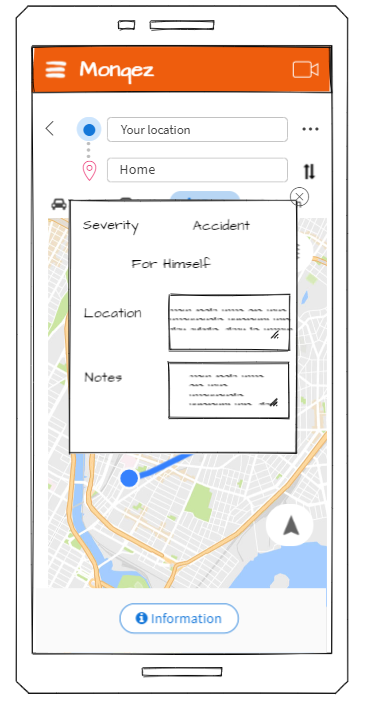 Monqez
Your location
Home
Severity Accident
For Himself
Location
Notes
Information